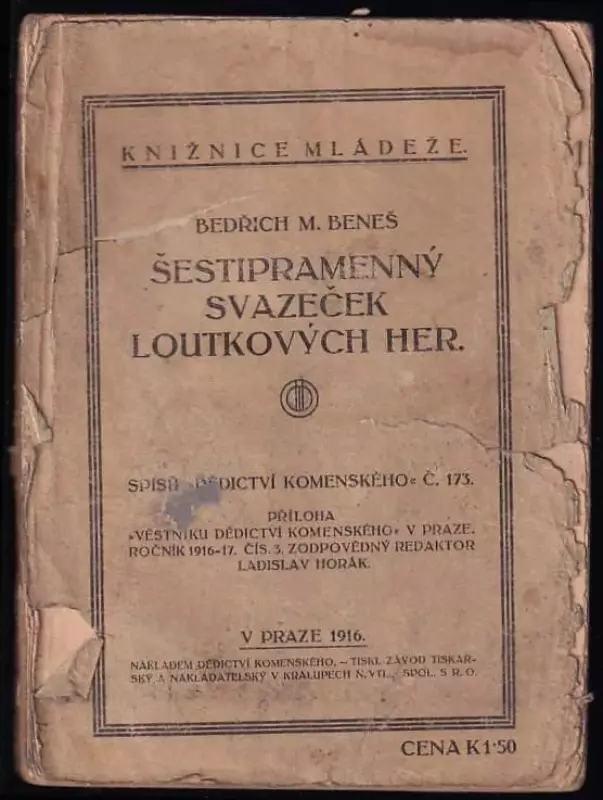 KNIŽNICE MLÁDEŽE.
BEDŘICH M. BENEŠ
ŠESTIPRAMENNÝ
SVAZEČEK
LOUTKOVÝCH HER.
SPISŮ »DĚDICTVÍ KOMENSKÉHO« Č. 173.
PŘÍLOHA
»VĚSTNÍKU DĚDICTVÍ KOMENSKÉHO« V PRAZE.
ROČNÍK 1916-17. ČÍS. 3. ZODPOVĚDNÝ REDAKTOR
LADISLAV HORÁK.
V PRAZE 1916.
NÁKLADEM DĚDICTVÍ KOMENSKÉHO. – TISKL ZÁVOD TISKAŘ-
SKÝ A NAKLADATELSKÝ V KRALUPECH N. VLT., SPOL. S R. O.
CENA K 1·50